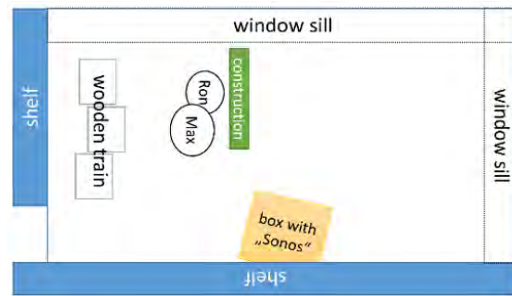 window sill
shelf
wooden train
Ron
Max
construction
window sill
box with
„Sonos“
shelf